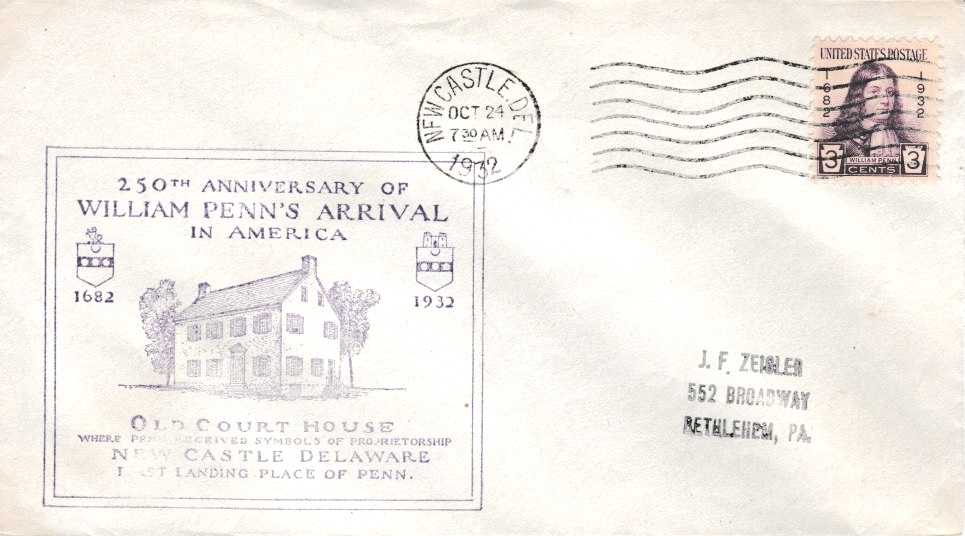 NEW CASTLE, DEL.
OCT 24
7 30 AM
1932
UNITED STATES POSTAGE
1682 1932
WILLIAM PENN
3 CENTS 3
250TH ANNIVERSARY OF
WILLIAM PENN'S ARRIVAL
IN AMERICA
1682 1932
OLD COURT HOUSE
WHERE PENN RECEIVED SYMBOLS OF PROPRIETORSHIP
NEW CASTLE DELAWARE
FIRST LANDING PLACE OF PENN.
J. F. ZEIGLER
552 BROADWAY
BETHLEHEM, PA.